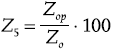 Z₅ = Zₒₚ / Zₒ · 100